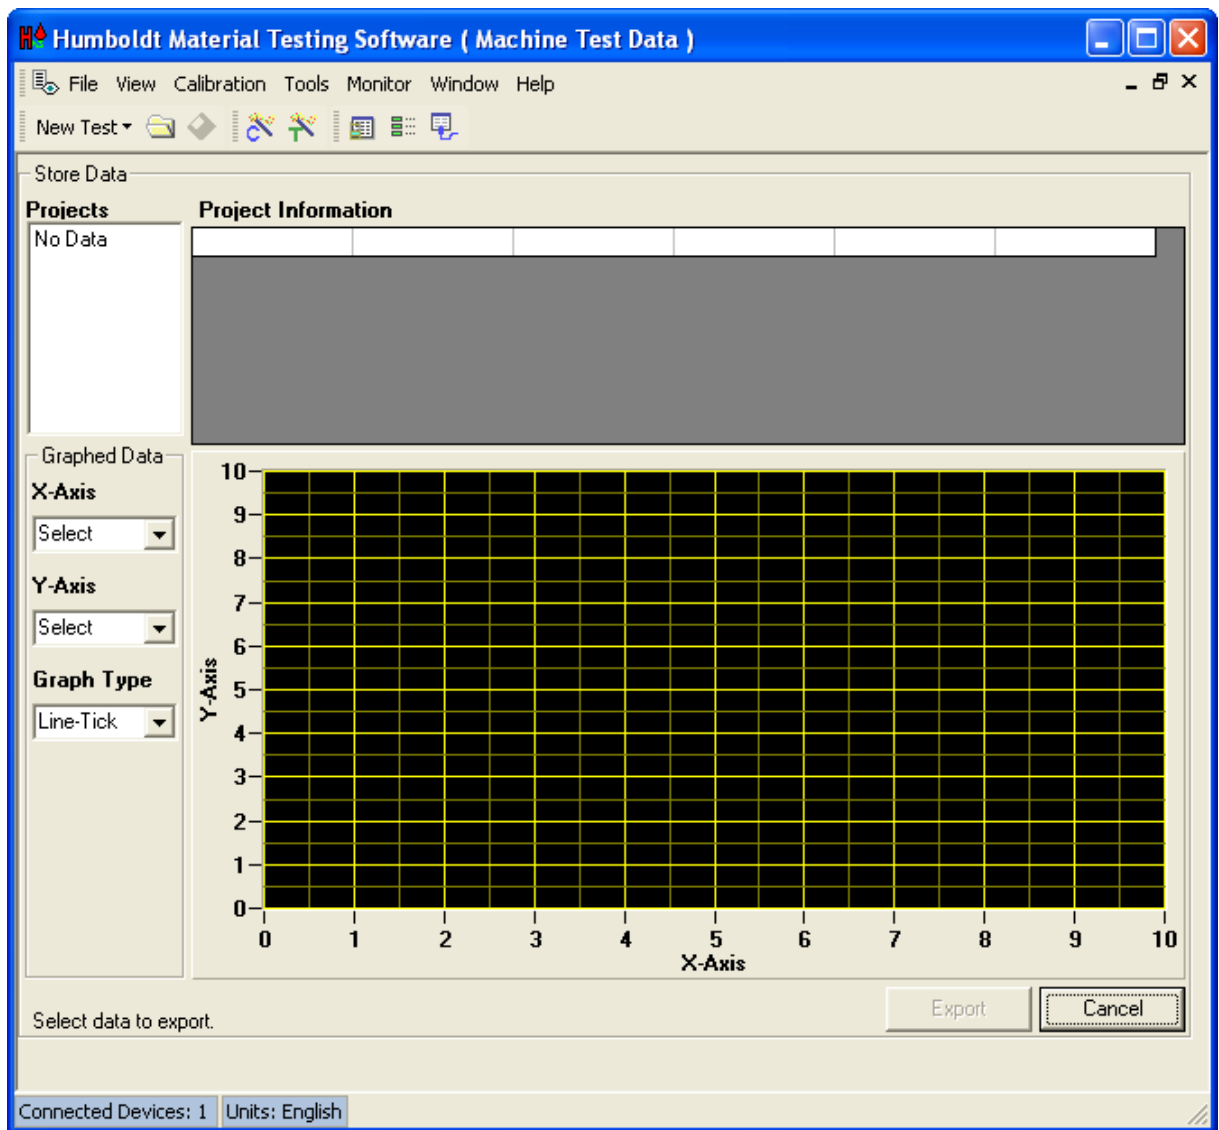 Humboldt Material Testing Software ( Machine Test Data )
File View Calibration Tools Monitor Window Help
New Test
Store Data
Projects Project Information
No Data
Graphed Data
X-Axis
Select
Y-Axis
Select
Graph Type
Line-Tick
10
9
8
7
6
5
4
3
2
1
0
Y-Axis
0 1 2 3 4 5 6 7 8 9 10
X-Axis
Select data to export. Export Cancel
Connected Devices: 1 Units: English